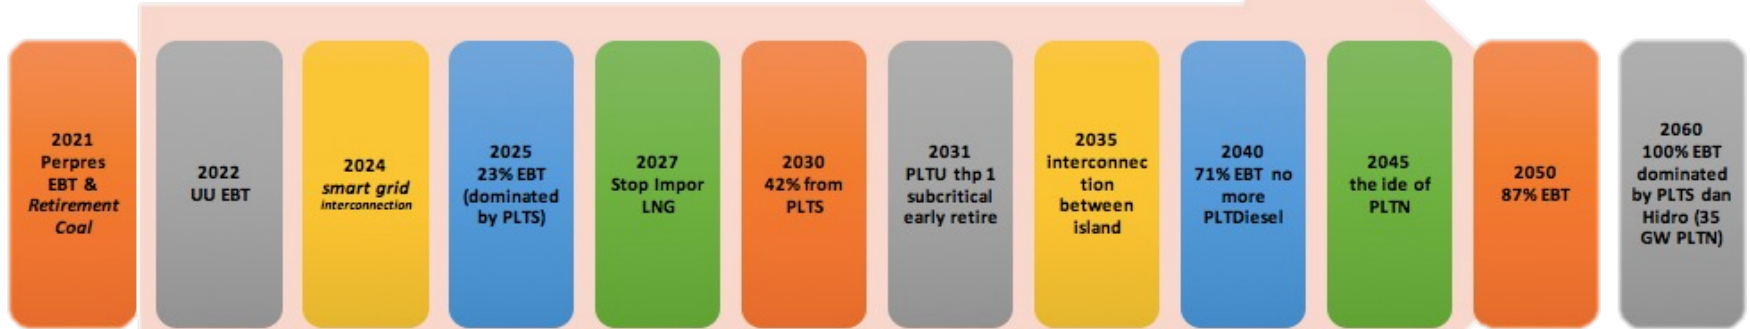 2021
Perpres
EBT &
Retirement
Coal
2022
UU EBT
2024
smart grid
interconnection
2025
23% EBT
(dominated
by PLTS)
2027
Stop Impor
LNG
2030
42% from
PLTS
2031
PLTU thp 1
subcritical
early retire
2035
interconnec
tion
between
island
2040
71% EBT no
more
PLTDiesel
2045
the ide of
PLTN
2050
87% EBT
2060
100% EBT
dominated
by PLTS dan
Hidro (35
GW PLTN)